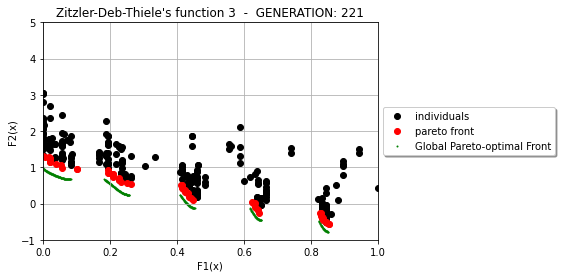 Zitzler-Deb-Thiele's function 3 - GENERATION: 221
5
4
3
2
1
0
−1
F2(x)
0.0 0.2 0.4 0.6 0.8 1.0
F1(x)
individuals
pareto front
Global Pareto-optimal Front